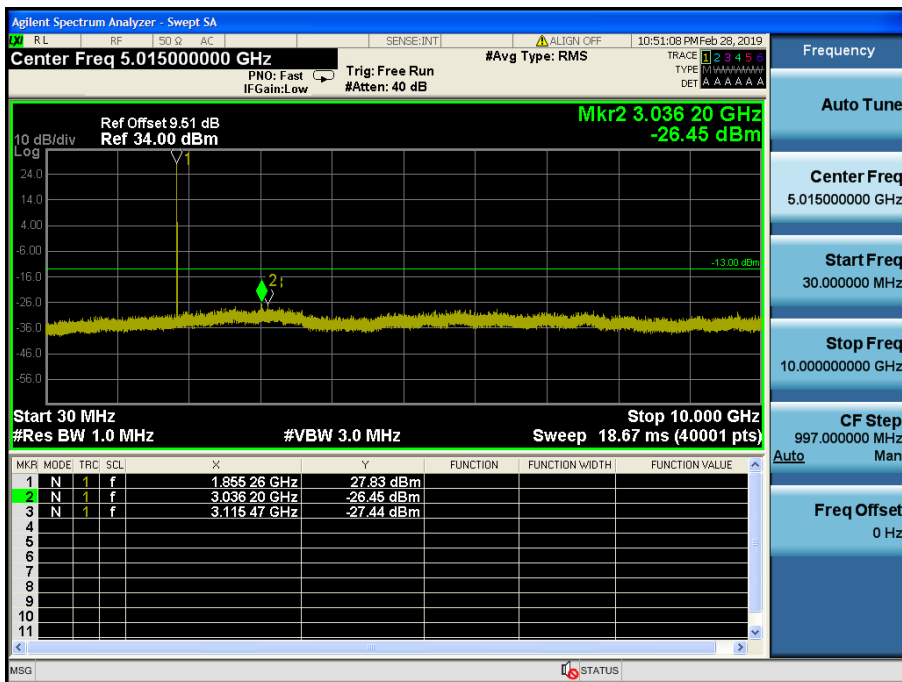 Agilent Spectrum Analyzer - Swept SA
LXI RL RF 50 Ω AC SENSE:INT ALIGN OFF 10:51:08 PM Feb 28, 2019
Center Freq 5.015000000 GHz
PNO: Fast
IFGain:Low
Trig: Free Run
#Atten: 40 dB
#Avg Type: RMS
TRACE 1 2 3 4 5 6
TYPE MWWWWW
DET A A A A A A
Mkr2 3.036 20 GHz
-26.45 dBm
10 dB/div
Log
Ref Offset 9.51 dB
Ref 34.00 dBm
1
24.0
14.0
4.00
-6.00
-13.00 dBm
-16.0
2
-26.0
-36.0
-46.0
-56.0
Start 30 MHz
Stop 10.000 GHz
#Res BW 1.0 MHz
#VBW 3.0 MHz
Sweep 18.67 ms (40001 pts)
MKR MODE TRC SCL X Y FUNCTION FUNCTION WIDTH FUNCTION VALUE
1 N 1 f 1.855 26 GHz 27.83 dBm
2 N 1 f 3.036 20 GHz -26.45 dBm
3 N 1 f 3.115 47 GHz -27.44 dBm
4
5
6
7
8
9
10
11
MSG
STATUS
Frequency
Auto Tune
Center Freq
5.015000000 GHz
Start Freq
30.000000 MHz
Stop Freq
10.000000000 GHz
CF Step
997.000000 MHz
Auto Man
Freq Offset
0 Hz